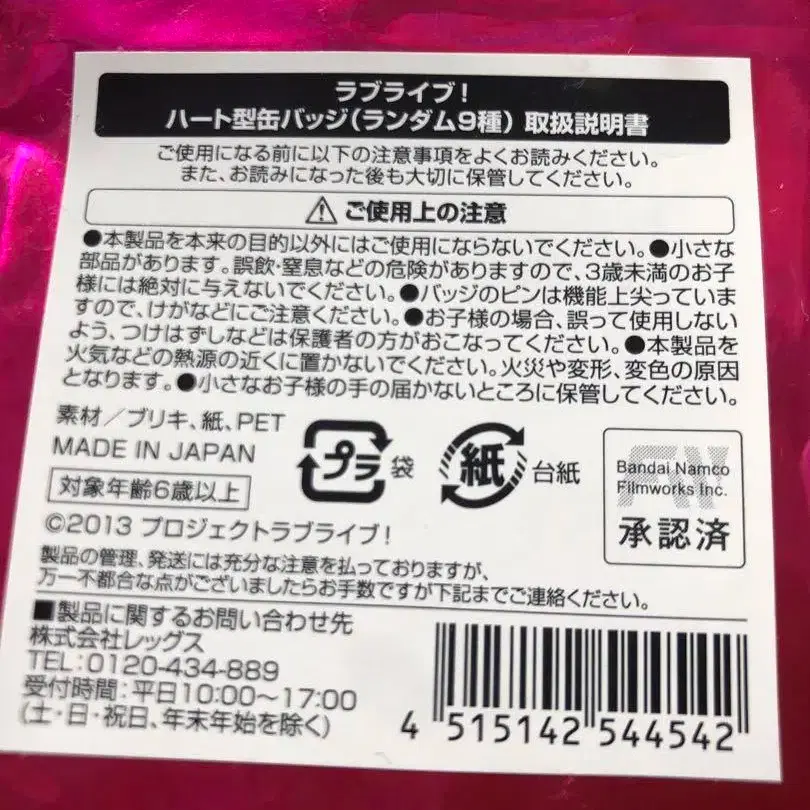 ラブライブ!
ハート型缶バッジ(ランダム9種) 取扱説明書
ご使用になる前に以下の注意事項をよくお読みください。
また、お読みになった後も大切に保管してください。
⚠ ご使用上の注意
●本製品を本来の目的以外にはご使用にならないでください。●小さな
部品があります。誤飲・窒息などの危険がありますので、3歳未満のお子
様には絶対に与えないでください。●バッジのピンは機能上尖っていま
すので、けがなどにご注意ください。●お子様の場合、誤って使用しない
よう、つけはずしなどは保護者の方がおこなってください。●本製品を
火気などの熱源の近くに置かないでください。火災や変形、変色の原因
となります。●小さなお子様の手の届かないところに保管してください。
素材/ブリキ、紙、PET
MADE IN JAPAN
対象年齢6歳以上
プラ 袋
紙 台紙
Bandai Namco
Filmworks Inc.
承認済
©2013 プロジェクトラブライブ!
製品の管理、発送には充分な注意を払っておりますが、
万一不都合な点がございましたらお手数ですが下記までご連絡ください。
■製品に関するお問い合わせ先
株式会社レッグス
TEL:0120-434-889
受付時間:平日10:00～17:00
(土・日・祝日、年末年始を除く)
4 515142 544542